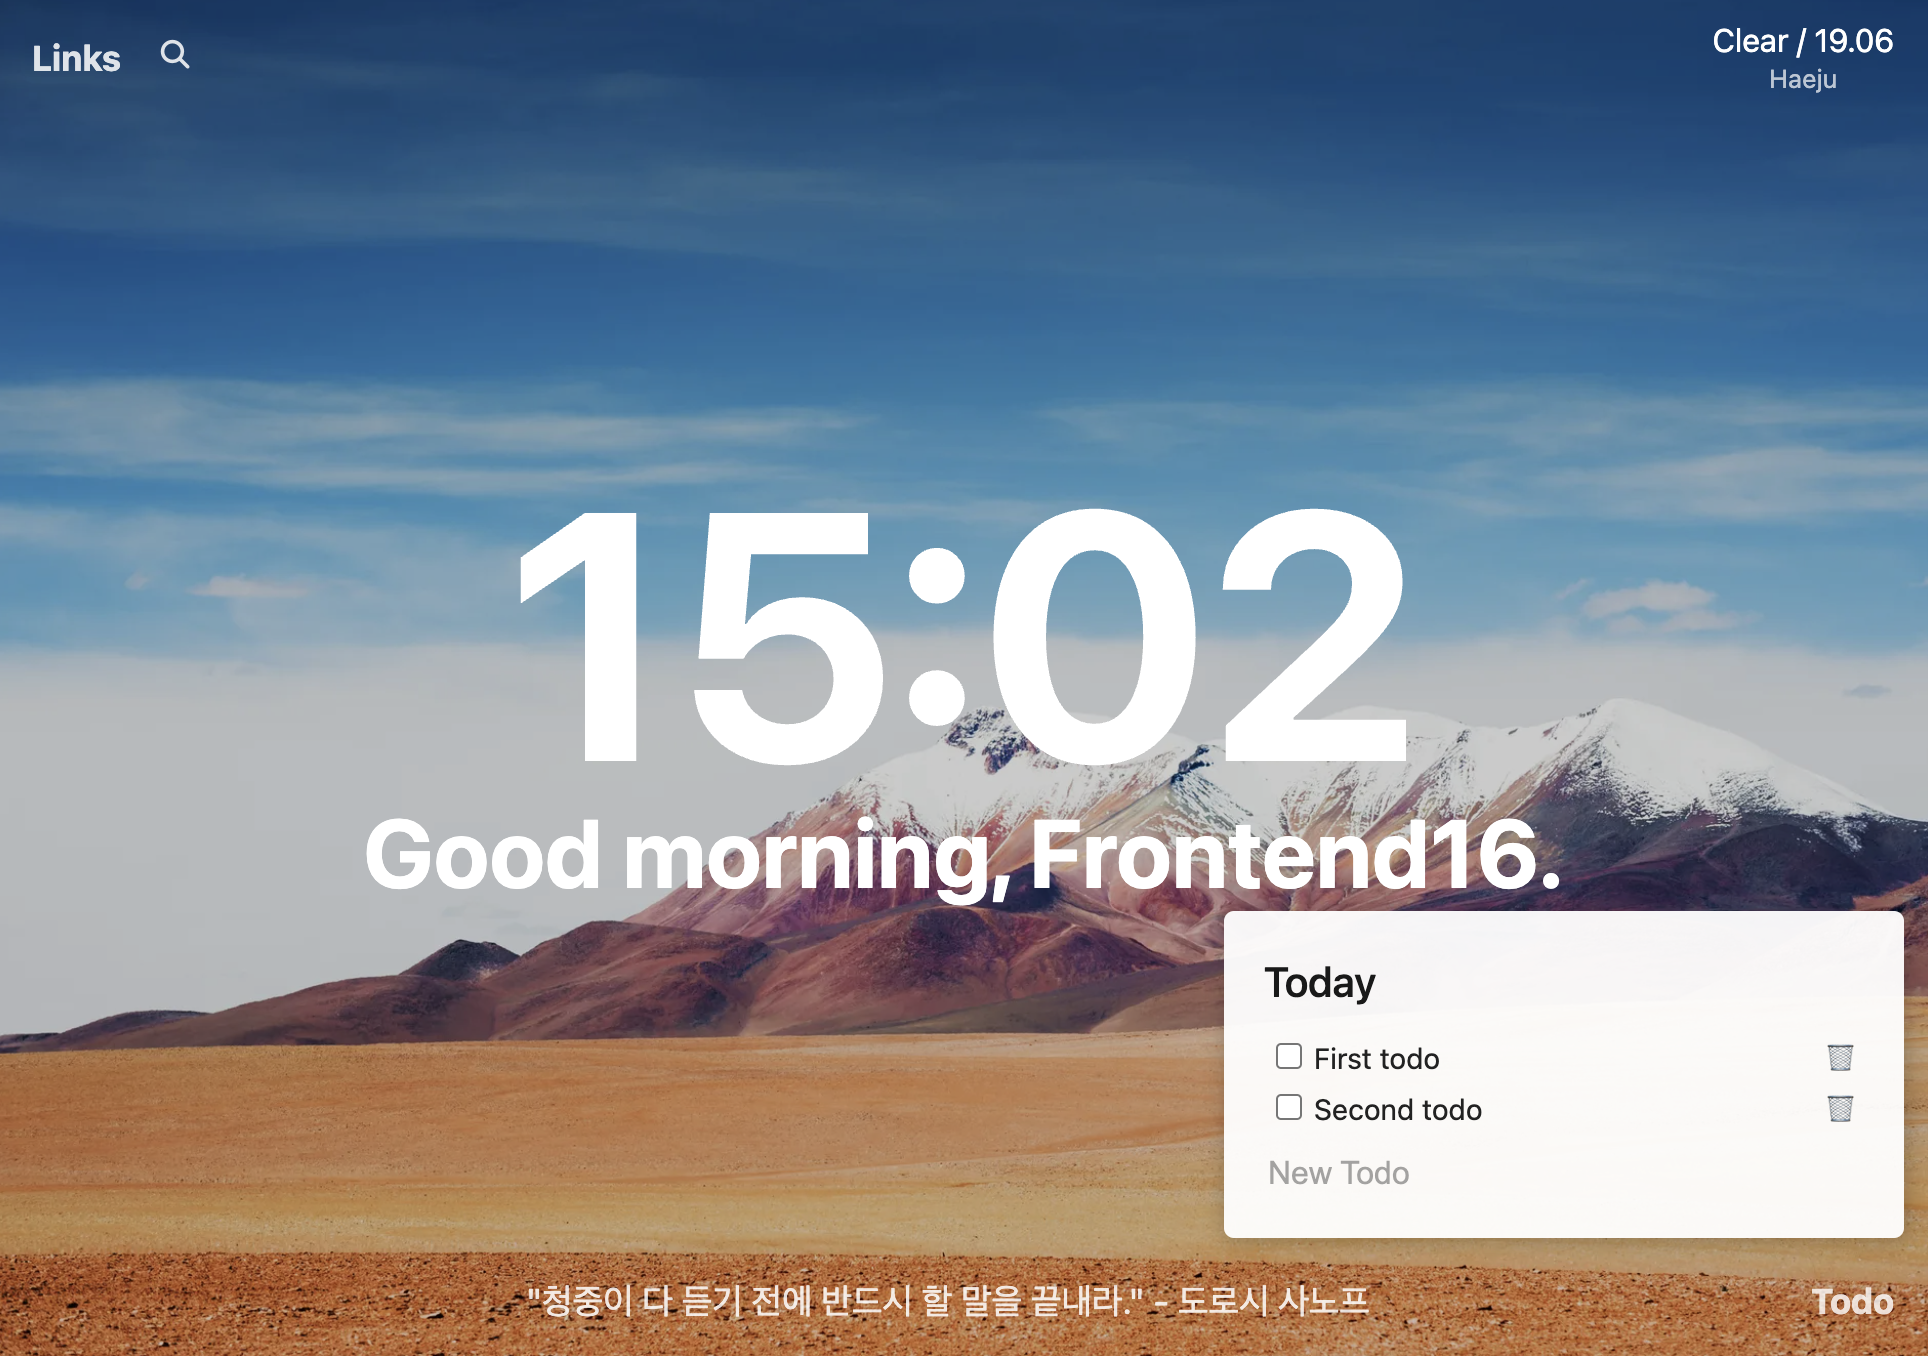 Links
Clear / 19.06
Haeju
15:02
Good morning, Frontend16.
Today
First todo
Second todo
New Todo
"청중이 다 듣기 전에 반드시 할 말을 끝내라." - 도로시 사노프
Todo